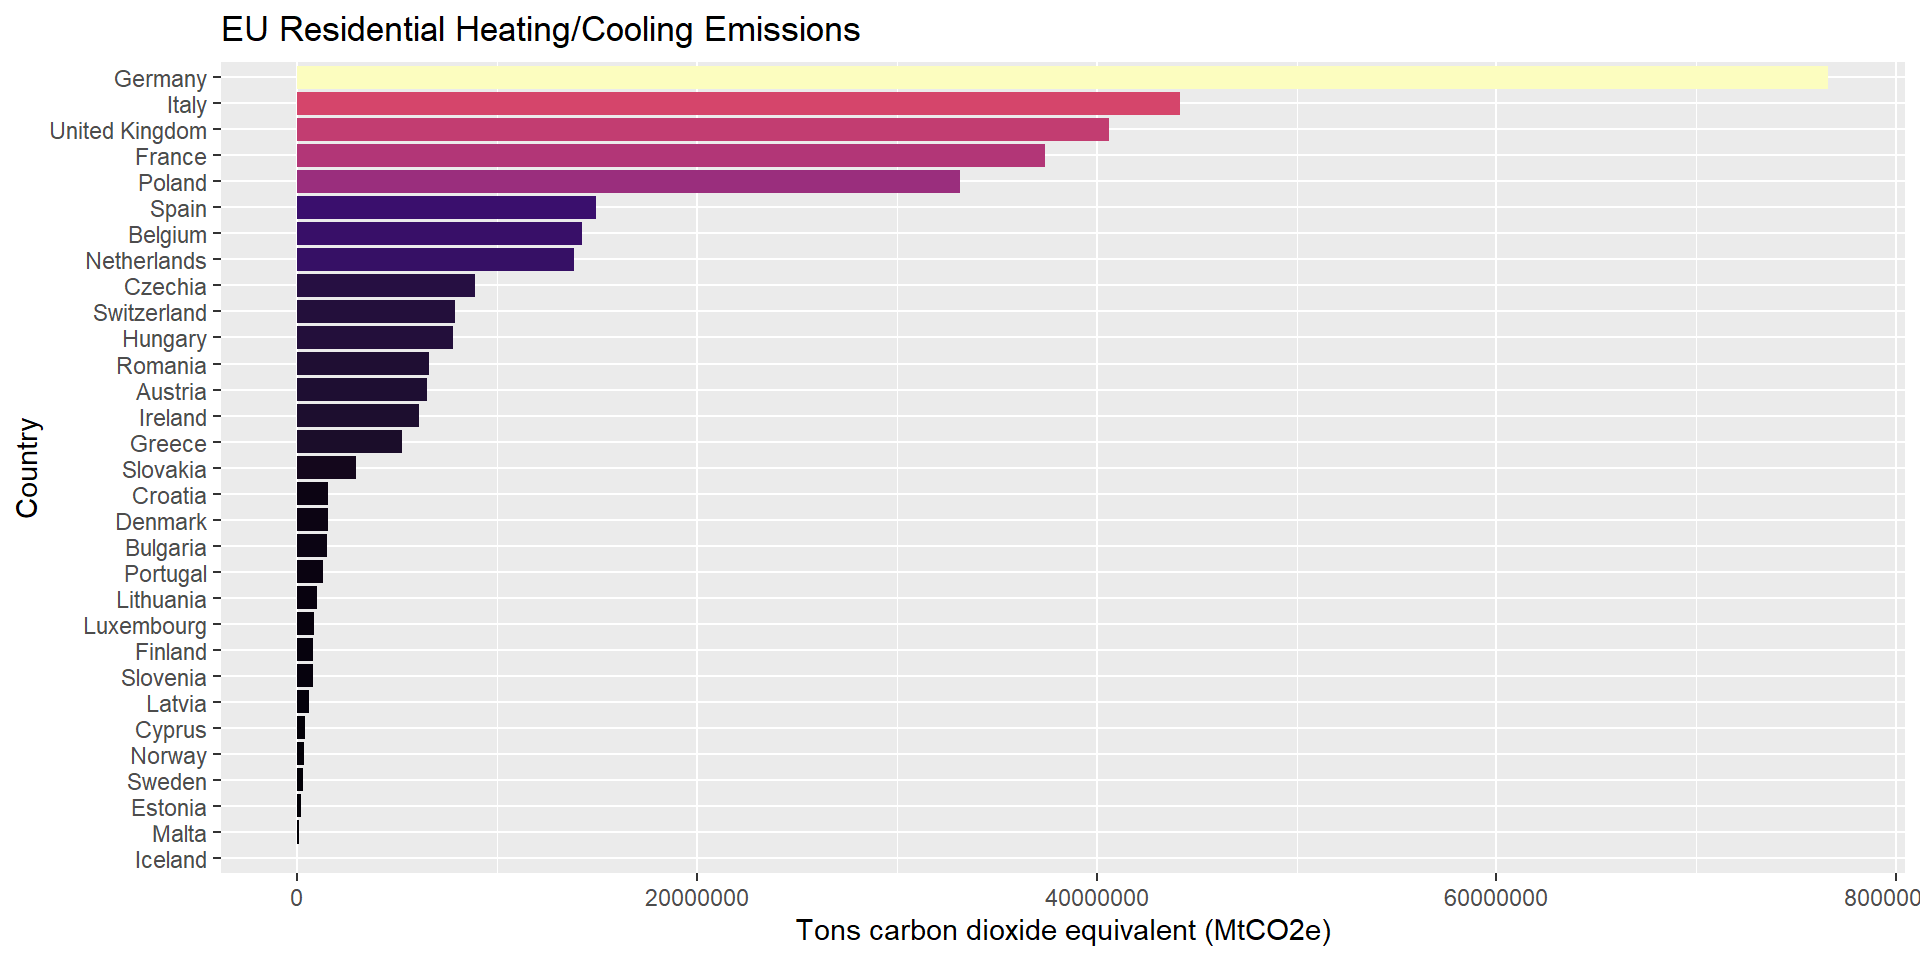 EU Residential Heating/Cooling Emissions
Germany
Italy
United Kingdom
France
Poland
Spain
Belgium
Netherlands
Czechia
Switzerland
Hungary
Romania
Austria
Ireland
Greece
Slovakia
Croatia
Denmark
Bulgaria
Portugal
Lithuania
Luxembourg
Finland
Slovenia
Latvia
Cyprus
Norway
Sweden
Estonia
Malta
Iceland
Country
0 20000000 40000000 60000000 800000
Tons carbon dioxide equivalent (MtCO2e)